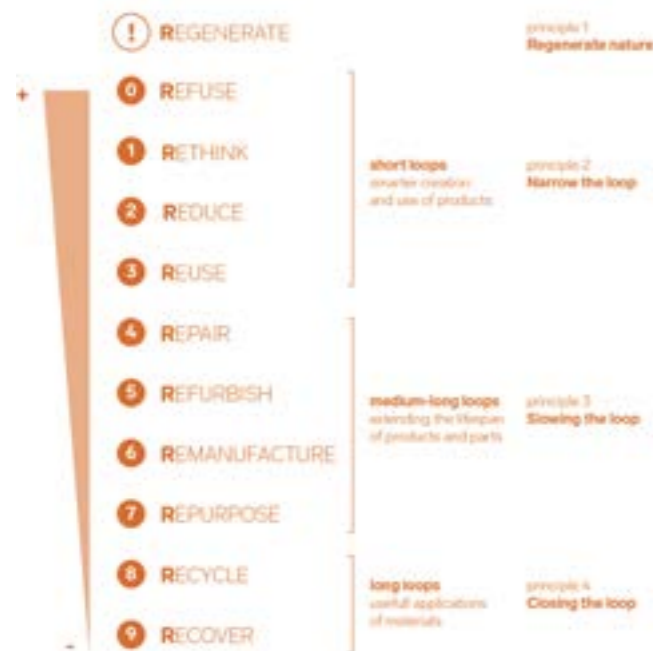 ! REGENERATE
principle 1
Regenerate nature
+
0 REFUSE
1 RETHINK
2 REDUCE
3 REUSE
short loops
smarter creation
and use of products
principle 2
Narrow the loop
4 REPAIR
5 REFURBISH
6 REMANUFACTURE
7 REPURPOSE
medium-long loops
extending the lifespan
of products and parts
principle 3
Slowing the loop
8 RECYCLE
9 RECOVER
long loops
usefull applications
of materials
principle 4
Closing the loop
-